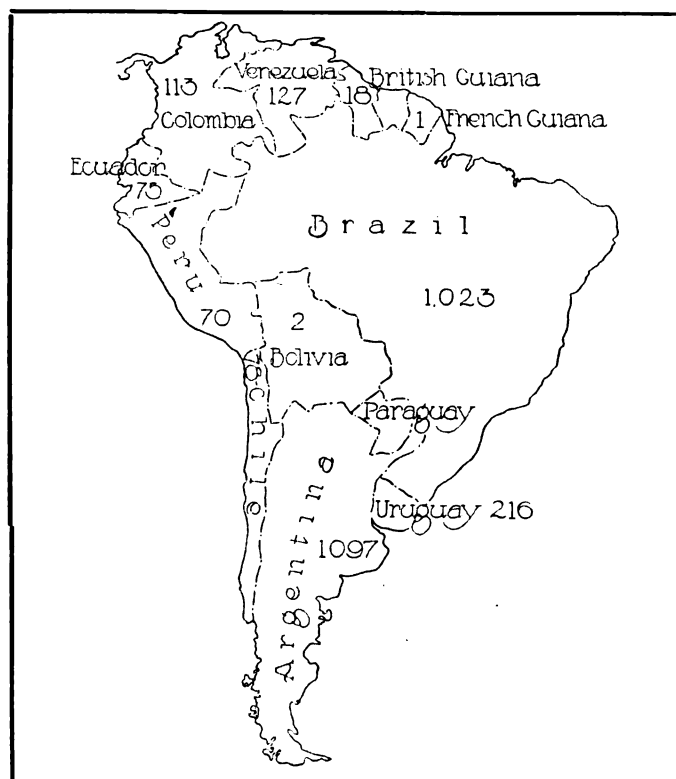 Venezuela
127
113
Colombia
British Guiana
18
1
French Guiana
Ecuador
Peru
70
Brazil
1.023
2
Bolivia
Chile
Paraguay
Uruguay 216
Argentina
1097